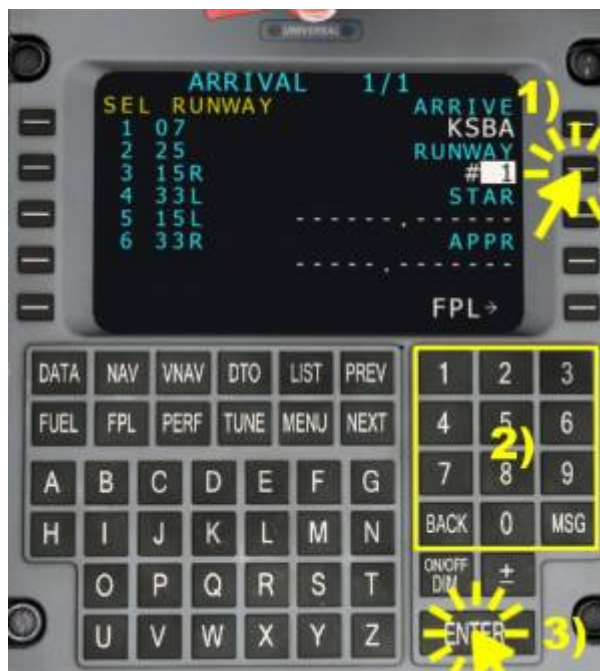 UNIVERSAL
ARRIVAL 1/1
SEL RUNWAY ARRIVE 1)
1 07 KSBA
2 25 RUNWAY
3 15R # 1
4 33L STAR
5 15L ------.------
6 33R APPR
-----.-------
FPL→
DATA NAV VNAV DTO LIST PREV 1 2 3
FUEL FPL PERF TUNE MENU NEXT 4 5 6
2)
A B C D E F G 7 8 9
H I J K L M N BACK 0 MSG
O P Q R S T ON/OFF DIM ±
U V W X Y Z ENTER 3)